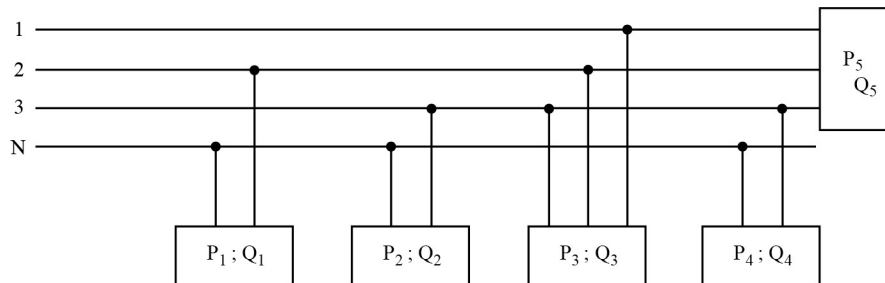 1
2
3
N
P₅
Q₅
P₁ ; Q₁
P₂ ; Q₂
P₃ ; Q₃
P₄ ; Q₄